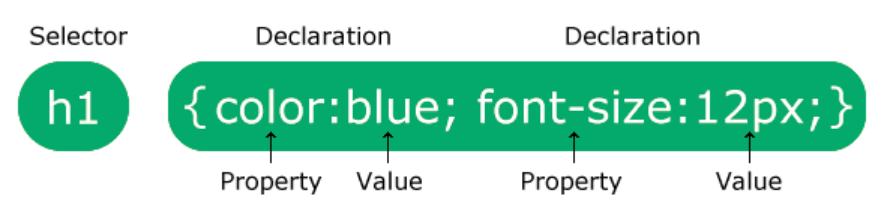 Selector Declaration Declaration
h1 {color:blue; font-size:12px;}
Property Value Property Value